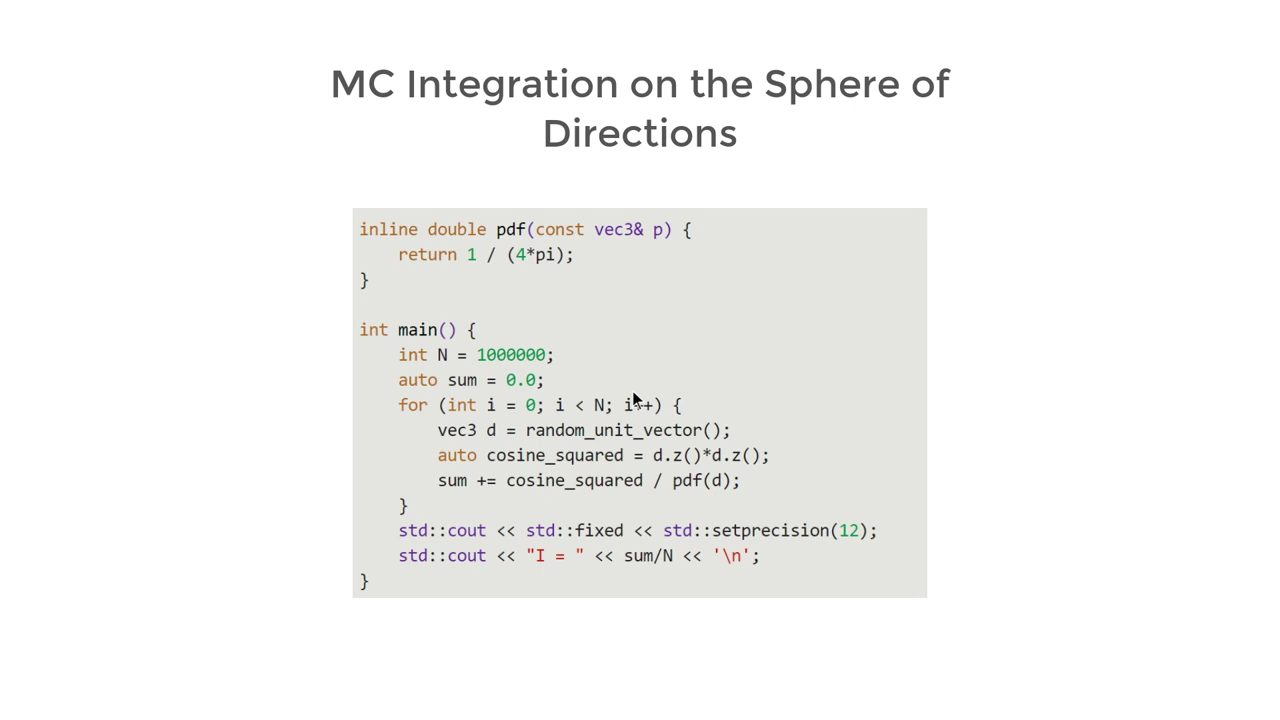 MC Integration on the Sphere of
Directions
inline double pdf(const vec3& p) {
    return 1 / (4*pi);
}

int main() {
    int N = 1000000;
    auto sum = 0.0;
    for (int i = 0; i < N; i++) {
        vec3 d = random_unit_vector();
        auto cosine_squared = d.z()*d.z();
        sum += cosine_squared / pdf(d);
    }
    std::cout << std::fixed << std::setprecision(12);
    std::cout << "I = " << sum/N << '\n';
}